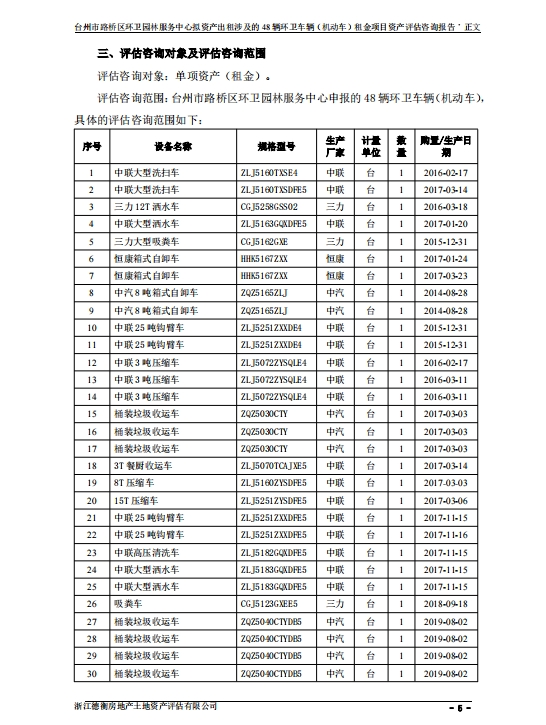 台州市路桥区环卫园林服务中心拟资产出租涉及的 48 辆环卫车辆（机动车）租金项目资产评估咨询报告·正文
三、评估咨询对象及评估咨询范围
评估咨询对象：单项资产（租金）。
评估咨询范围：台州市路桥区环卫园林服务中心申报的 48 辆环卫车辆（机动车），
具体的评估咨询范围如下：
序号 设备名称 规格型号 生产厂家 计量单位 数量 购置/生产日期
1 中联大型洗扫车 ZLJ5160TXSE4 中联 台 1 2016-02-17
2 中联大型洗扫车 ZLJ5160TXSDFE5 中联 台 1 2017-03-14
3 三力 12T 洒水车 CGJ5258GSS02 三力 台 1 2016-03-18
4 中联大型洒水车 ZLJ5163GQXDFE5 中联 台 1 2017-01-20
5 三力大型吸粪车 CGJ5162GXE 三力 台 1 2015-12-31
6 恒康箱式自卸车 HHK5167ZXX 恒康 台 1 2017-01-24
7 恒康箱式自卸车 HHK5167ZXX 恒康 台 1 2017-03-23
8 中汽 8 吨箱式自卸车 ZQZ5165ZLJ 中汽 台 1 2014-08-28
9 中汽 8 吨箱式自卸车 ZQZ5165ZLJ 中汽 台 1 2014-08-28
10 中联 25 吨钩臂车 ZLJ5251ZXXDE4 中联 台 1 2015-12-31
11 中联 25 吨钩臂车 ZLJ5251ZXXDE4 中联 台 1 2015-12-31
12 中联 3 吨压缩车 ZLJ5072ZYSQLE4 中联 台 1 2016-02-17
13 中联 3 吨压缩车 ZLJ5072ZYSQLE4 中联 台 1 2016-03-11
14 中联 3 吨压缩车 ZLJ5072ZYSQLE4 中联 台 1 2016-03-11
15 桶装垃圾收运车 ZQZ5030CTY 中汽 台 1 2017-03-03
16 桶装垃圾收运车 ZQZ5030CTY 中汽 台 1 2017-03-03
17 桶装垃圾收运车 ZQZ5030CTY 中汽 台 1 2017-03-03
18 3T 餐厨收运车 ZLJ5070TCAJXE5 中联 台 1 2017-03-14
19 8T 压缩车 ZLJ5160ZYSDFE5 中联 台 1 2017-03-03
20 15T 压缩车 ZLJ5251ZYSDFE5 中联 台 1 2017-03-06
21 中联 25 吨钩臂车 ZLJ5251ZXXDFE5 中联 台 1 2017-11-15
22 中联 25 吨钩臂车 ZLJ5251ZXXDFE5 中联 台 1 2017-11-16
23 中联高压清洗车 ZLJ5182GQXDFE5 中联 台 1 2017-11-15
24 中联大型洒水车 ZLJ5183GQXDFE5 中联 台 1 2017-11-15
25 中联大型洒水车 ZLJ5183GQXDFE5 中联 台 1 2017-11-15
26 吸粪车 CGJ5123GXEE5 三力 台 1 2018-09-18
27 桶装垃圾收运车 ZQZ5040CTYDB5 中汽 台 1 2019-08-02
28 桶装垃圾收运车 ZQZ5040CTYDB5 中汽 台 1 2019-08-02
29 桶装垃圾收运车 ZQZ5040CTYDB5 中汽 台 1 2019-08-02
30 桶装垃圾收运车 ZQZ5040CTYDB5 中汽 台 1 2019-08-02
浙江德衡房地产土地资产评估有限公司 - 5 -